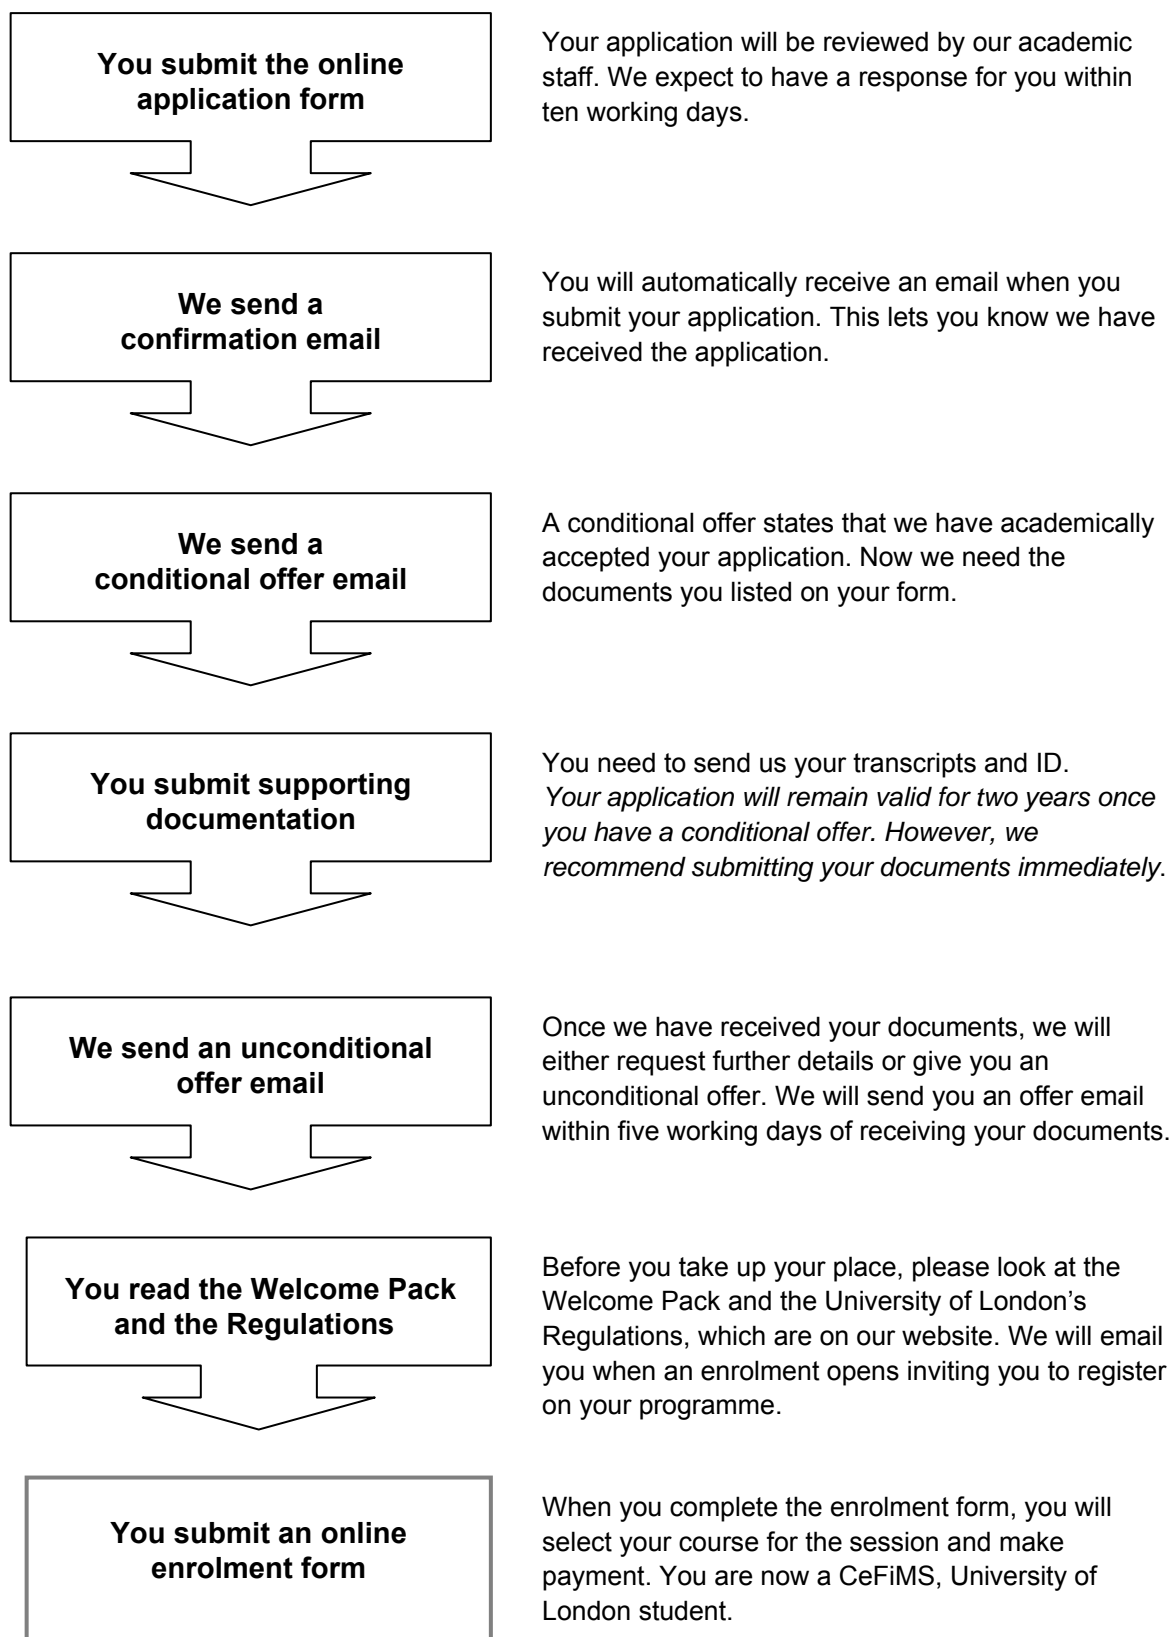 You submit the online
application form
Your application will be reviewed by our academic
staff. We expect to have a response for you within
ten working days.
We send a
confirmation email
You will automatically receive an email when you
submit your application. This lets you know we have
received the application.
We send a
conditional offer email
A conditional offer states that we have academically
accepted your application. Now we need the
documents you listed on your form.
You submit supporting
documentation
You need to send us your transcripts and ID.
Your application will remain valid for two years once
you have a conditional offer. However, we
recommend submitting your documents immediately.
We send an unconditional
offer email
Once we have received your documents, we will
either request further details or give you an
unconditional offer. We will send you an offer email
within five working days of receiving your documents.
You read the Welcome Pack
and the Regulations
Before you take up your place, please look at the
Welcome Pack and the University of London’s
Regulations, which are on our website. We will email
you when an enrolment opens inviting you to register
on your programme.
You submit an online
enrolment form
When you complete the enrolment form, you will
select your course for the session and make
payment. You are now a CeFiMS, University of
London student.